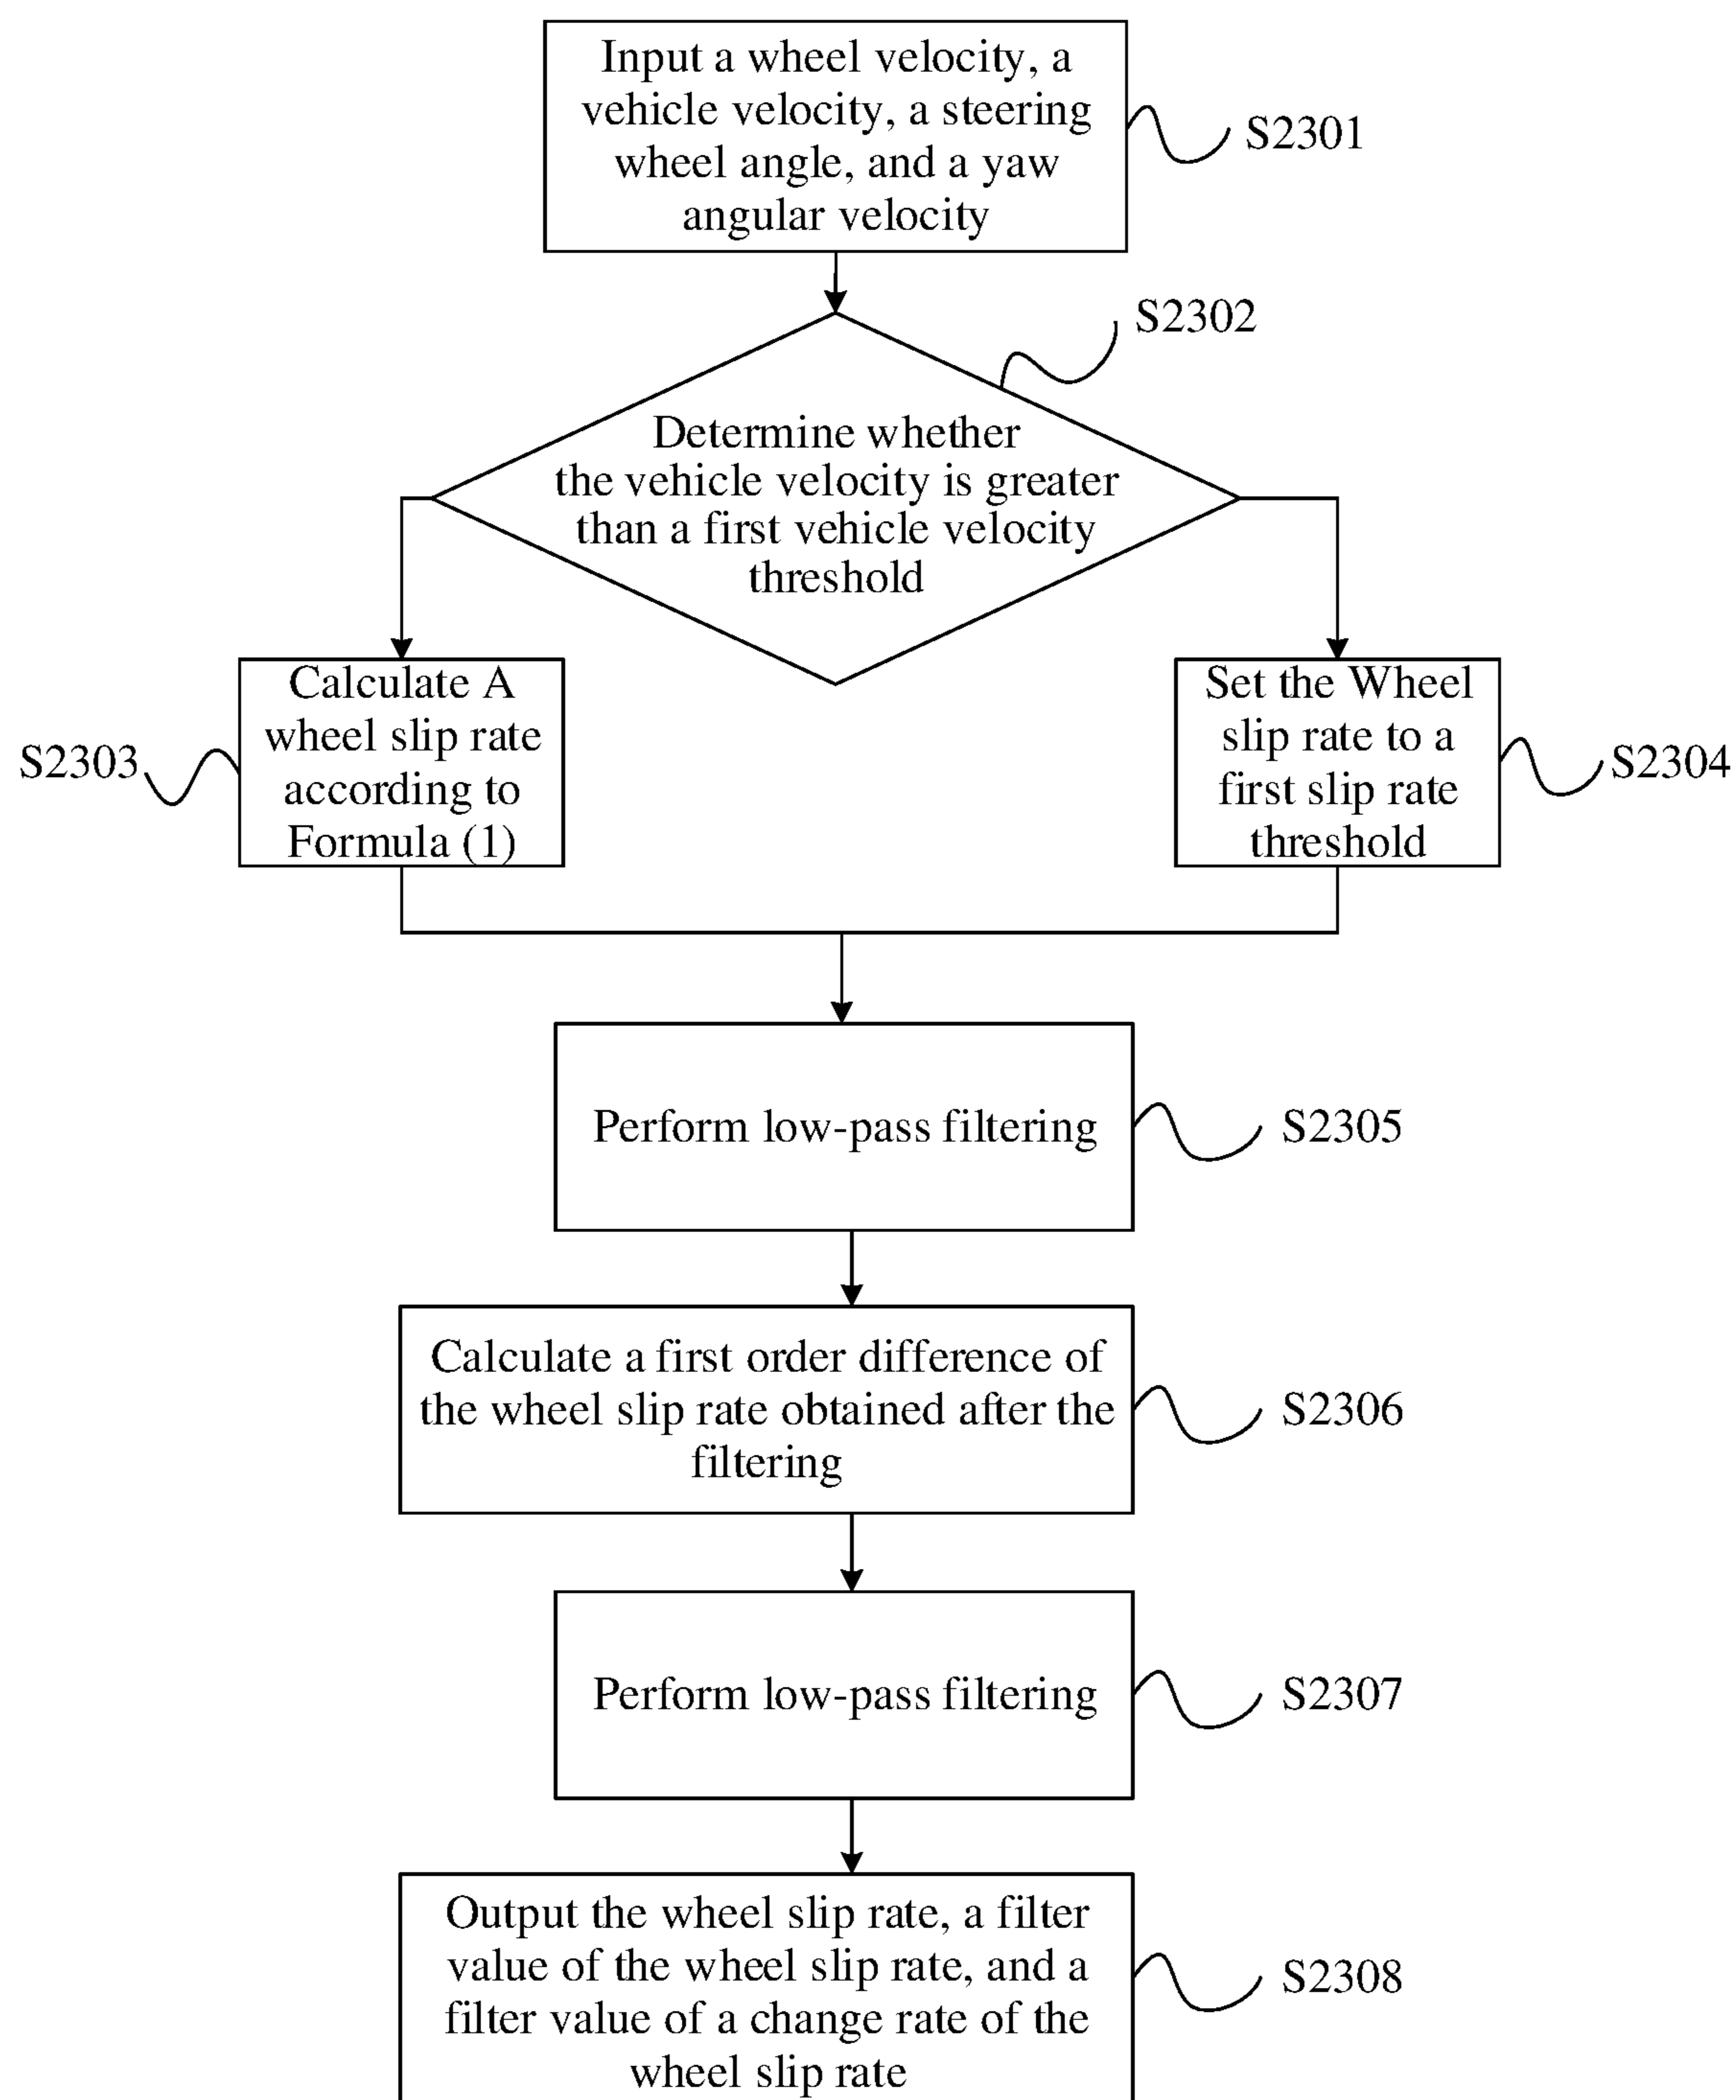 Input a wheel velocity, a
vehicle velocity, a steering
wheel angle, and a yaw
angular velocity
S2301
S2302
Determine whether
the vehicle velocity is greater
than a first vehicle velocity
threshold
Calculate A
wheel slip rate
according to
Formula (1)
S2303
Set the Wheel
slip rate to a
first slip rate
threshold
S2304
Perform low-pass filtering
S2305
Calculate a first order difference of
the wheel slip rate obtained after the
filtering
S2306
Perform low-pass filtering
S2307
Output the wheel slip rate, a filter
value of the wheel slip rate, and a
filter value of a change rate of the
wheel slip rate
S2308